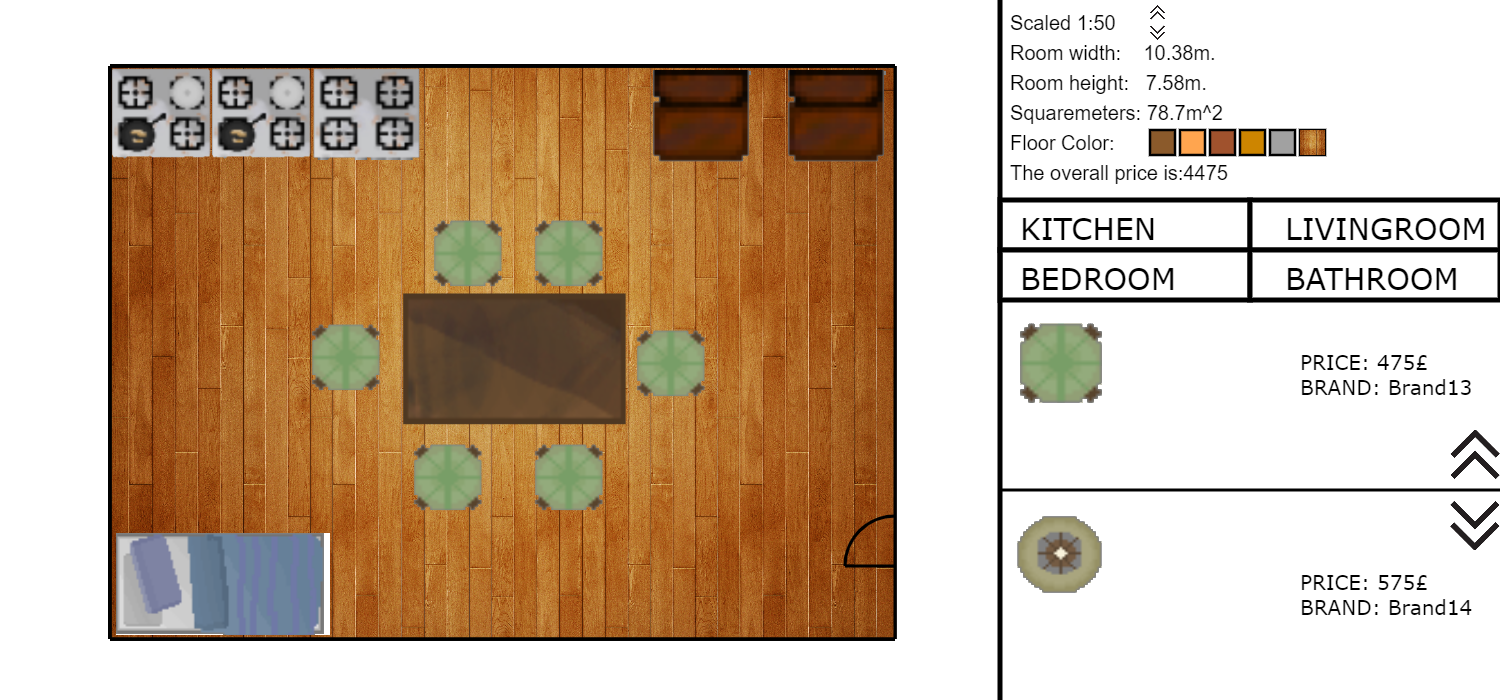 Scaled 1:50
Room width: 10.38m.
Room height: 7.58m.
Squaremeters: 78.7m^2
Floor Color:
The overall price is:4475
KITCHEN
LIVINGROOM
BEDROOM
BATHROOM
PRICE: 475£
BRAND: Brand13
PRICE: 575£
BRAND: Brand14